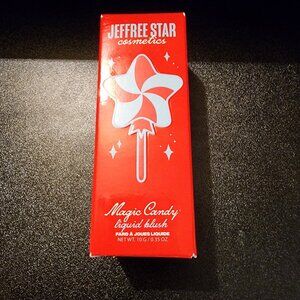 JEFFREE STAR
cosmetics
Magic Candy
liquid blush
FARD À JOUES LIQUIDE
NET WT. 10 G / 0.35 OZ.